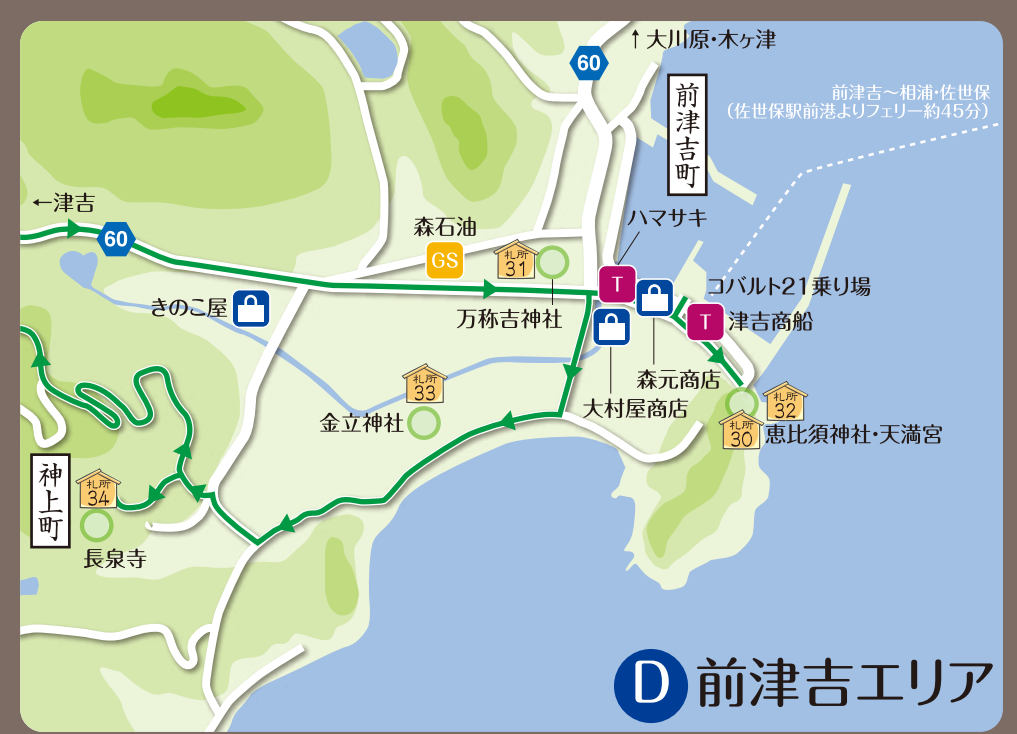 ↑大川原・木ヶ津
60
前津吉町
前津吉〜相浦・佐世保
(佐世保駅前港よりフェリー約45分)
←津吉
60
森石油
GS
札所
31
ハマサキ
T
きのこ屋
万称吉神社
コバルト21乗り場
T
津吉商船
札所
33
森元商店
大村屋商店
金立神社
札所
32
札所
30
恵比須神社・天満宮
神上町
札所
34
長泉寺
D
前津吉エリア